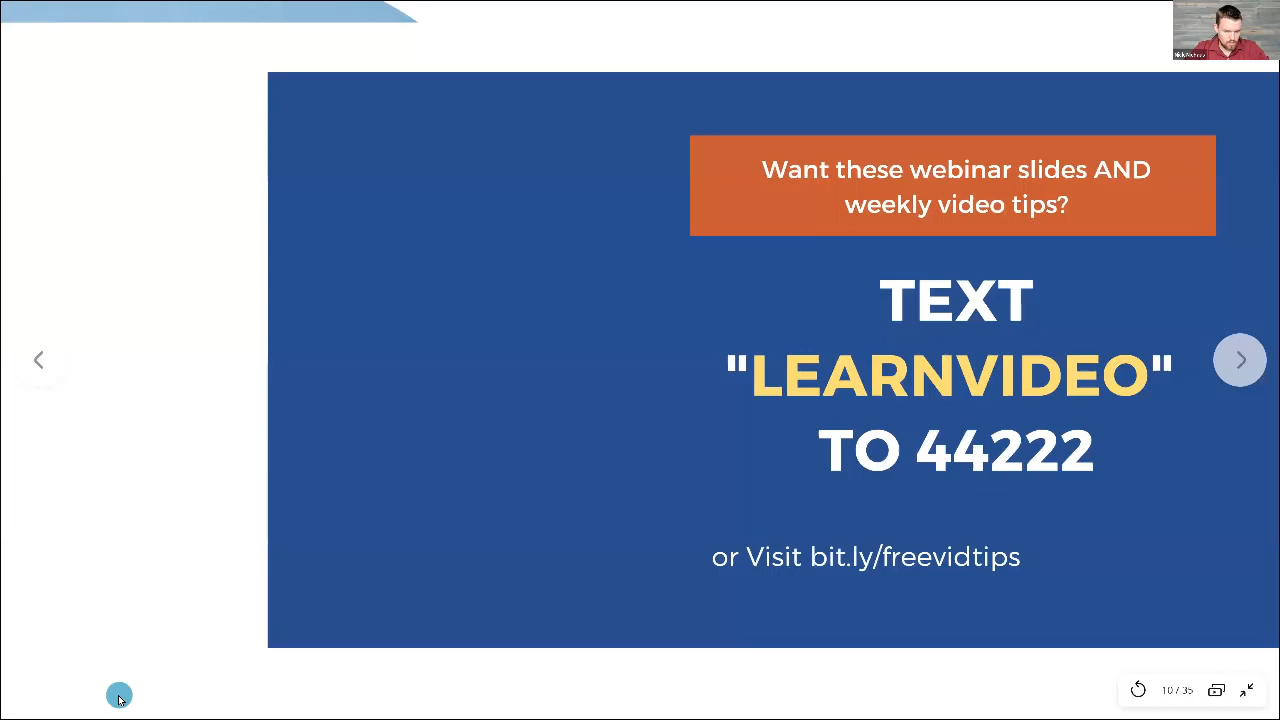 Want these webinar slides AND
weekly video tips?
TEXT
"LEARNVIDEO"
TO 44222
or Visit bit.ly/freevidtips
10 / 35